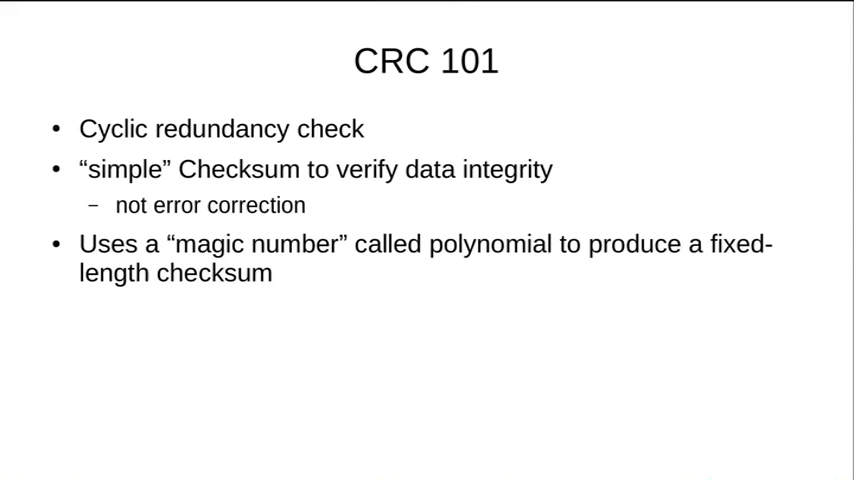 CRC 101
• Cyclic redundancy check
• “simple” Checksum to verify data integrity
– not error correction
• Uses a “magic number” called polynomial to produce a fixed-
length checksum